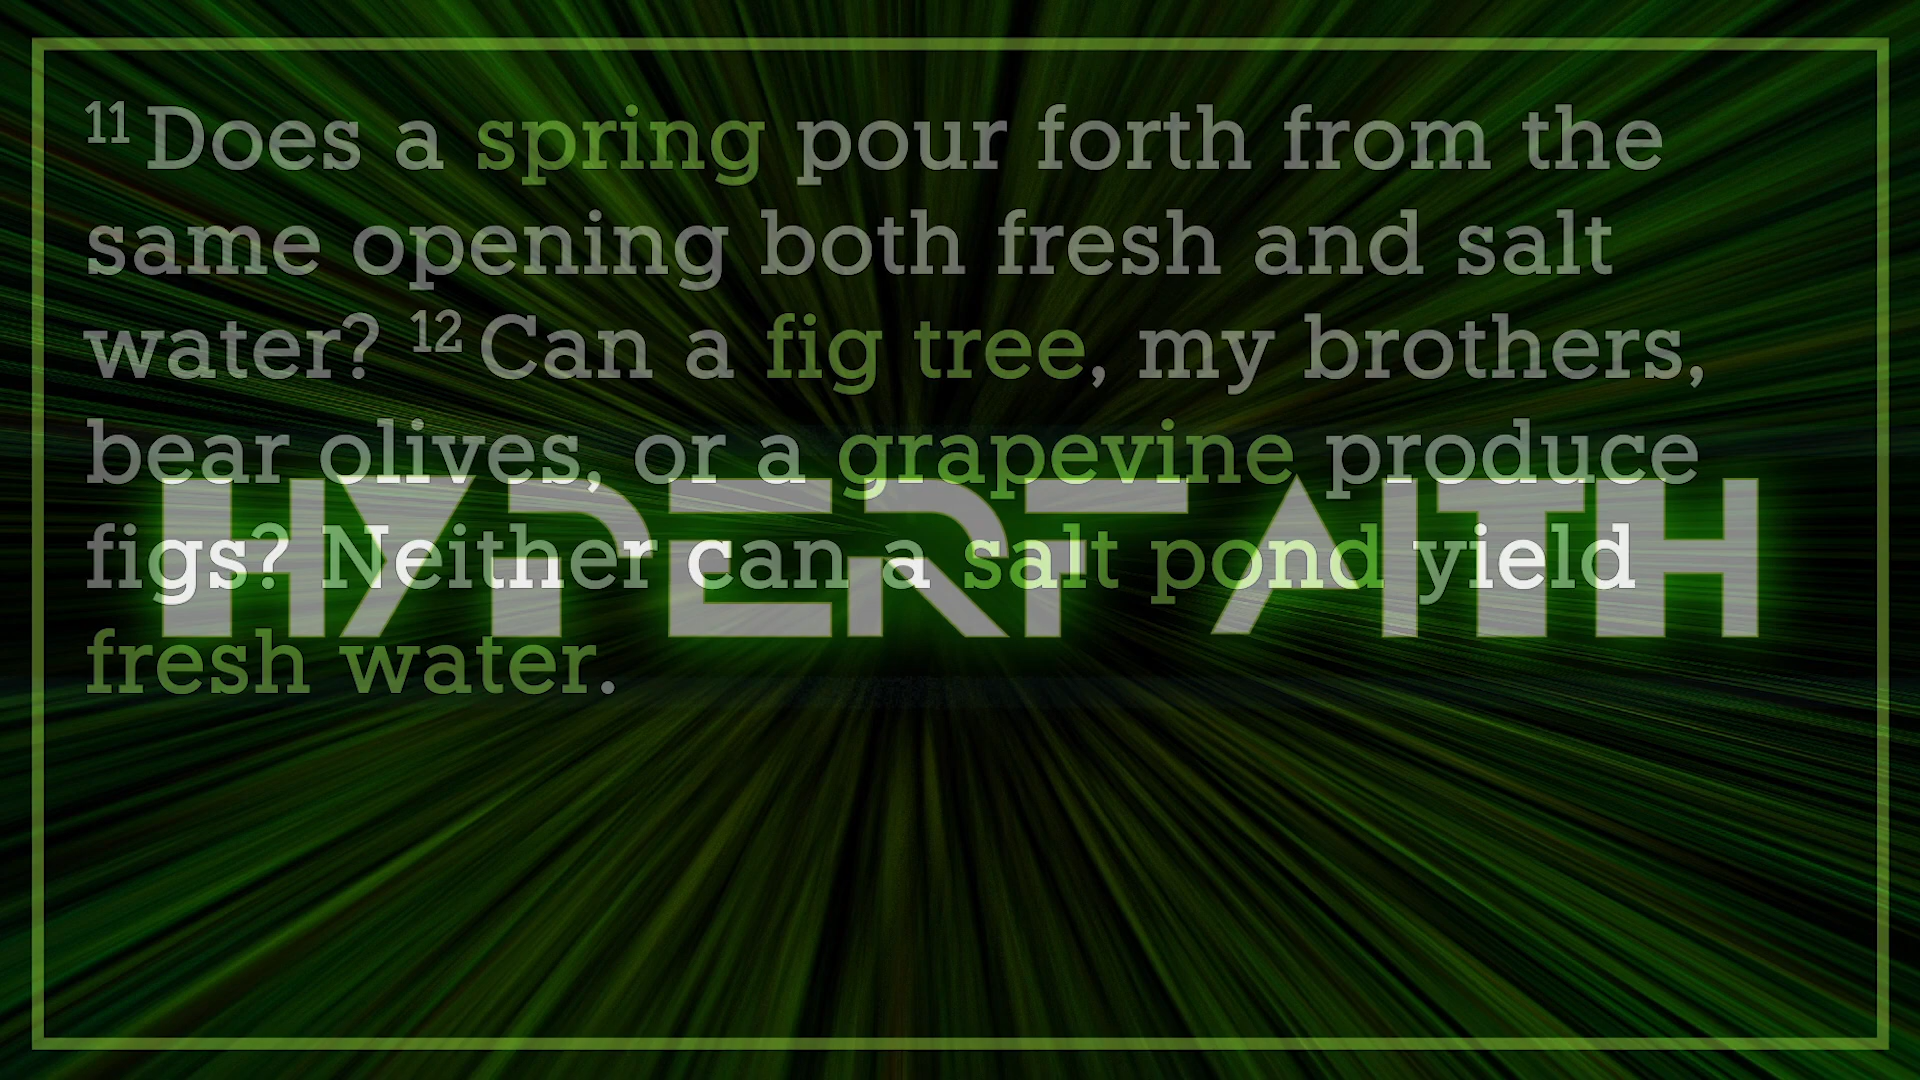 11 Does a spring pour forth from the
same opening both fresh and salt
water? 12 Can a fig tree, my brothers,
bear olives, or a grapevine produce
figs? Neither can a salt pond yield
fresh water.
HYPERFAITH